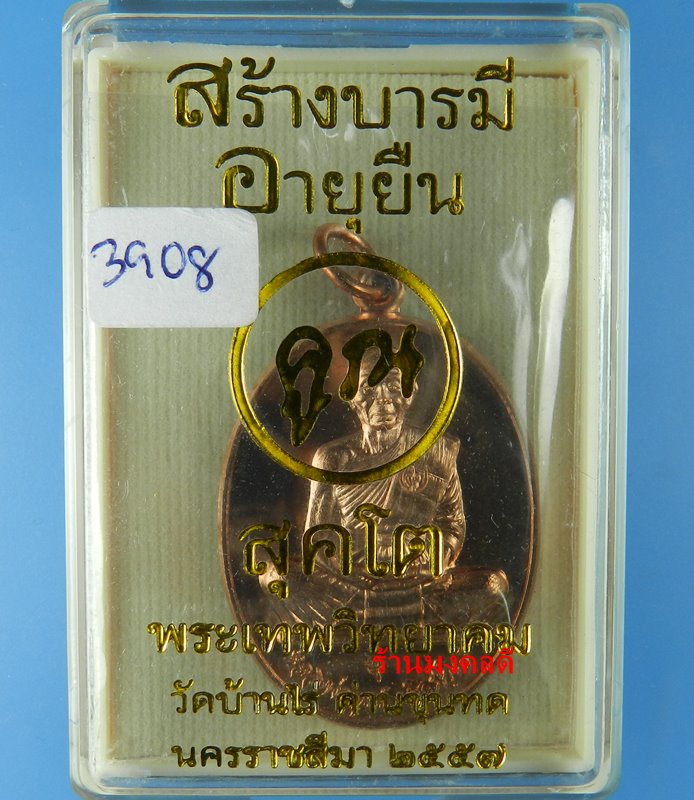 สร้างบารมี
อายุยืน
3908
คูณ
สุคโต
พระเทพวิทยาคม
ร้านมงคลดี
วัดบ้านไร่ ด่านขุนทด
นครราชสีมา ๒๕๕๗